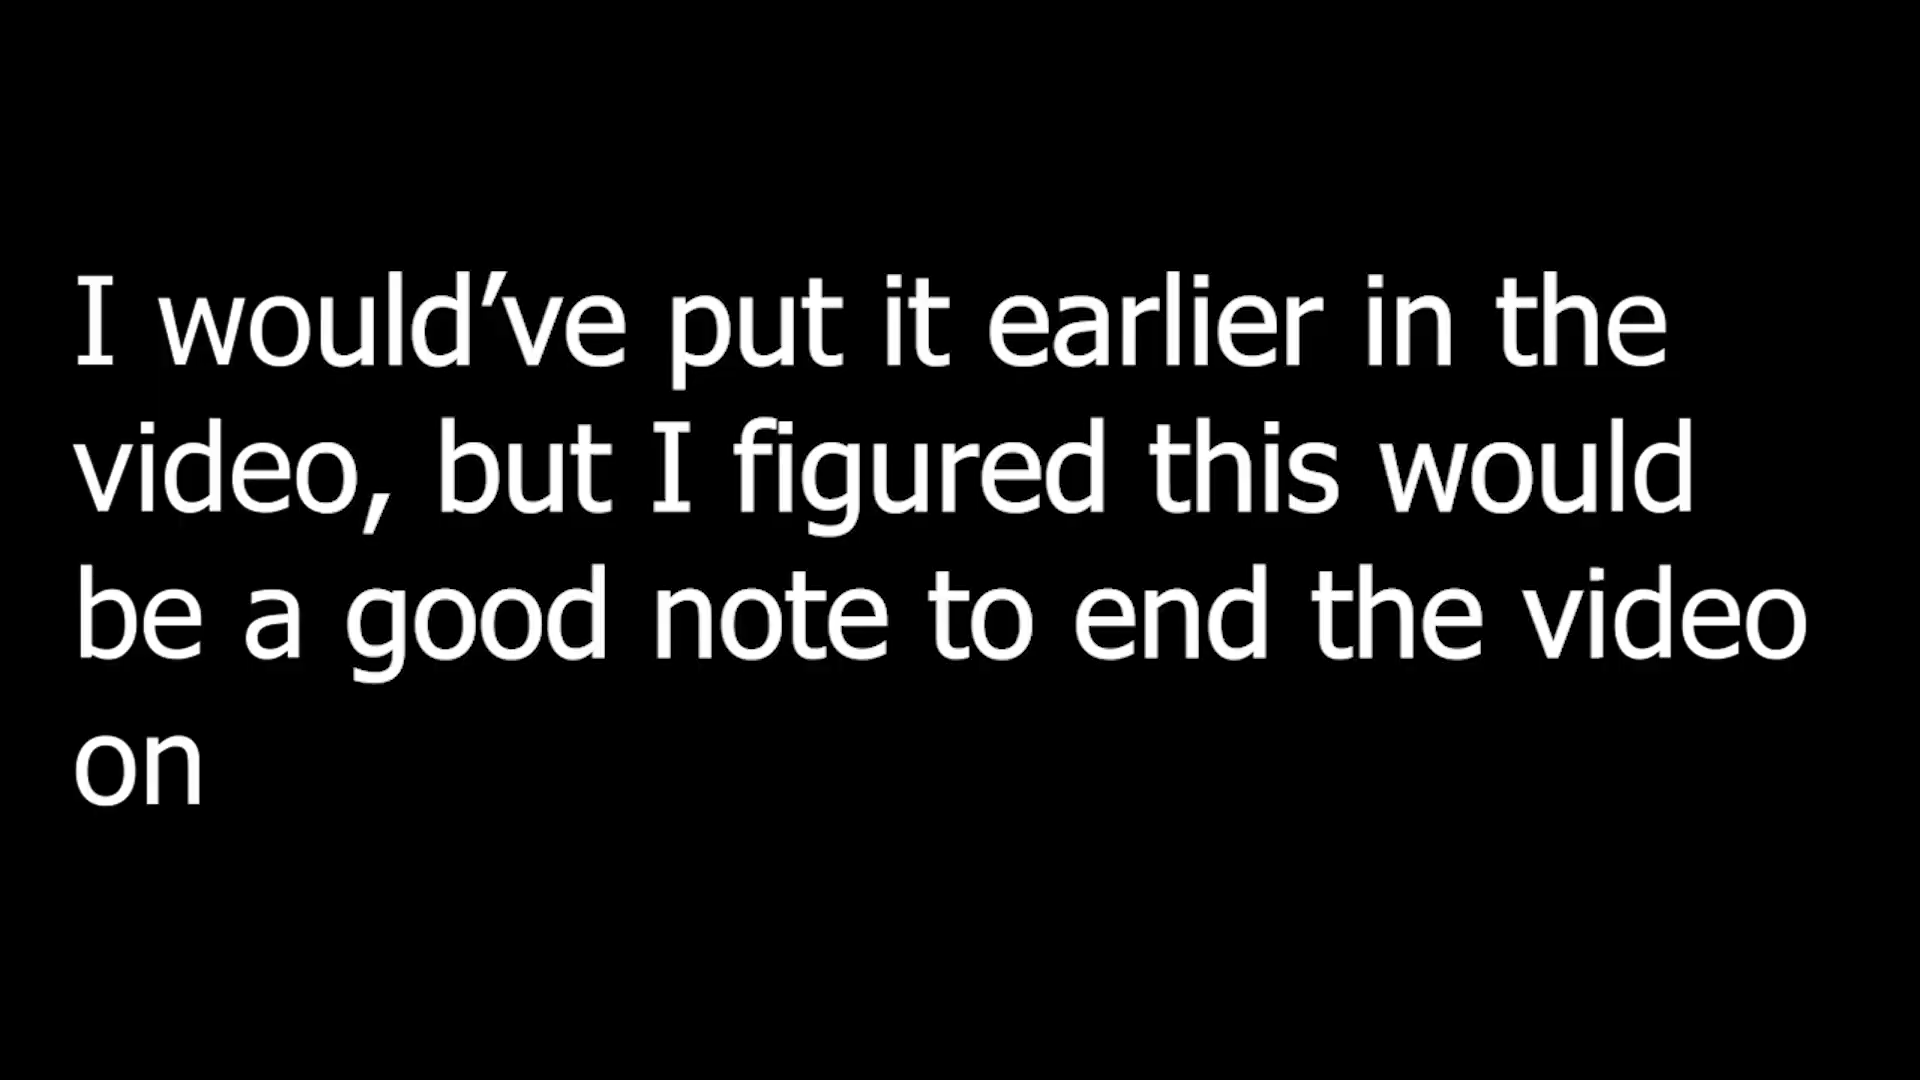 I would’ve put it earlier in the
video, but I figured this would
be a good note to end the video
on